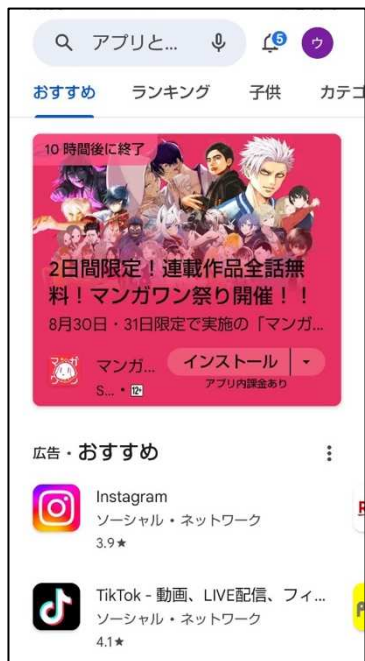 アプリと...
5
ウ
おすすめ ランキング 子供 カテゴ
10 時間後に終了
2日間限定！連載作品全話無
料！マンガワン祭り開催！！
8月30日・31日限定で実施の「マンガ...
マンガ... インストール
S... • 12+
アプリ内課金あり
広告・おすすめ
Instagram
ソーシャル・ネットワーク
3.9★
TikTok - 動画、LIVE配信、フィ...
ソーシャル・ネットワーク
4.1★